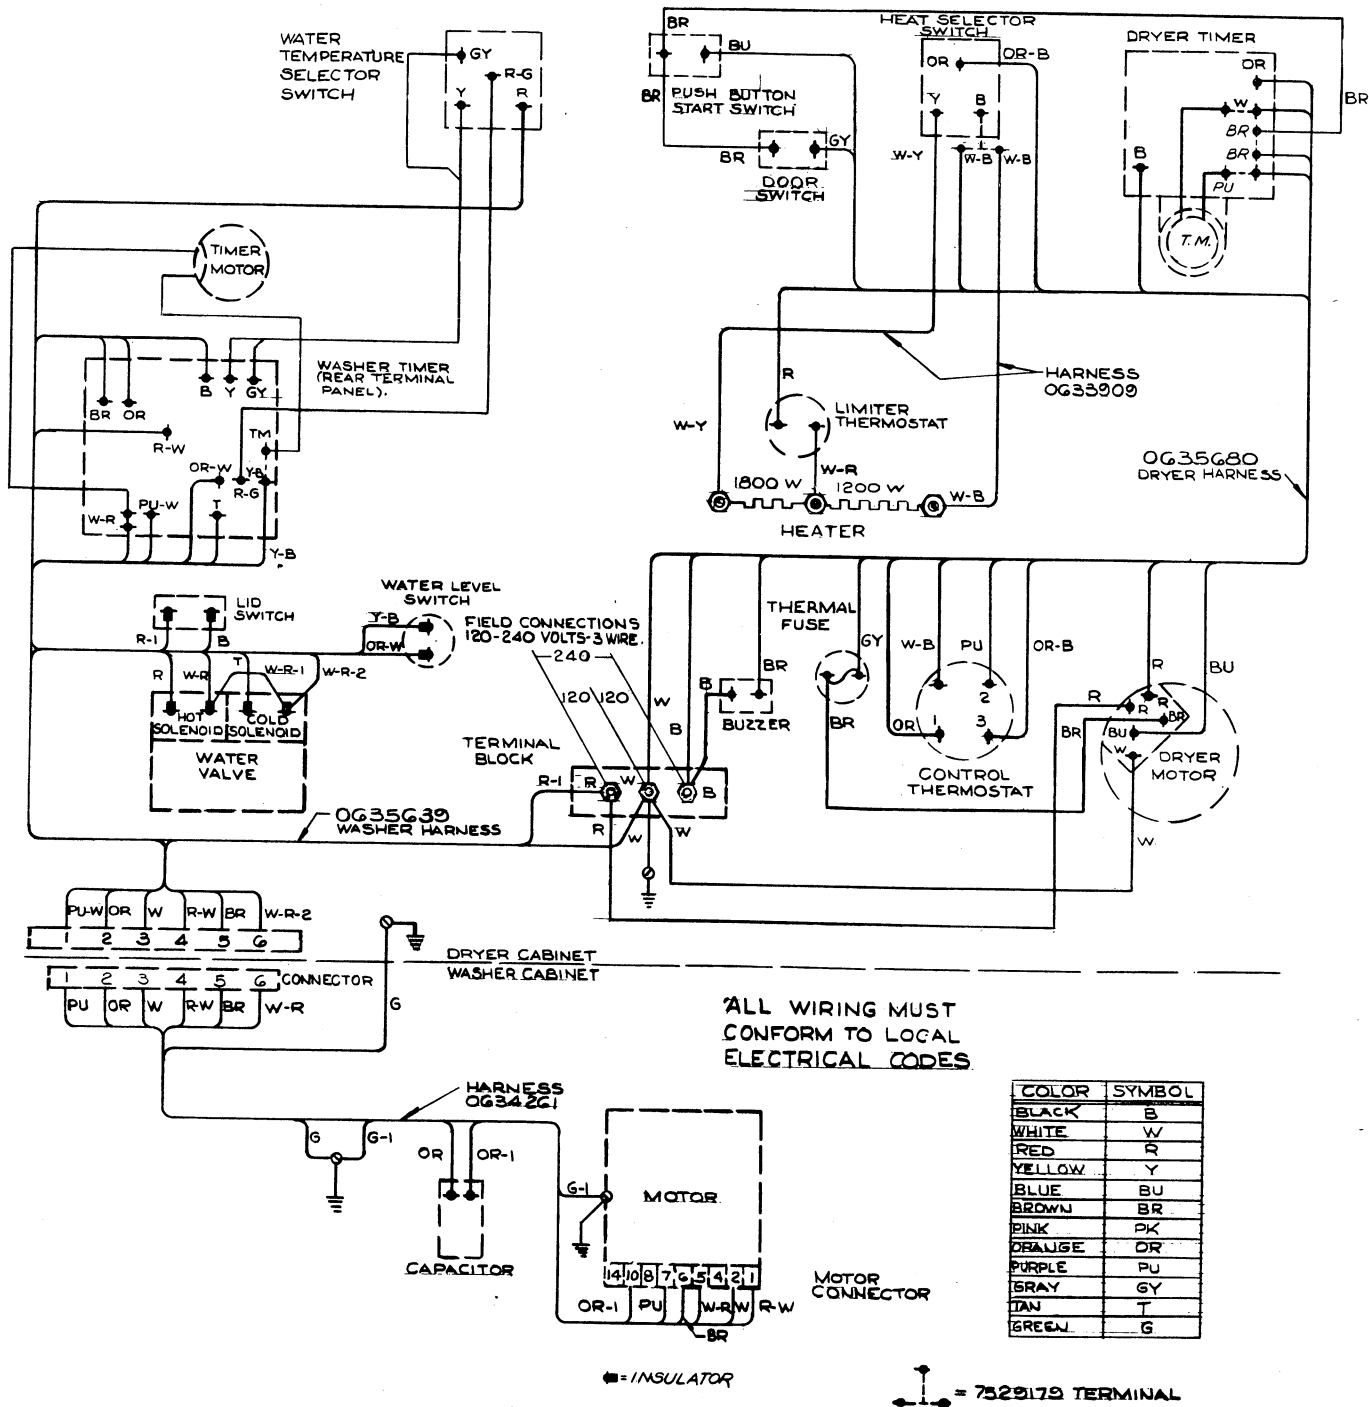 WATER
TEMPERATURE
SELECTOR
SWITCH
GY
R-G
Y
R
BR
BU
BR
PUSH BUTTON
START SWITCH
BR
GY
DOOR
SWITCH
HEAT SELECTOR
SWITCH
OR
OR-B
Y
B
W-Y
W-B
W-B
DRYER TIMER
OR
W
BR
BR
B
PU
BR
T.M.
TIMER
MOTOR
WASHER TIMER
(REAR TERMINAL
PANEL).
B
Y
GY
BR
OR
R-W
TM
OR-W
Y-B
R-G
W-R
PU-W
T
Y-B
R
LIMITER
THERMOSTAT
W-Y
W-R
1800 W
1200 W
W-B
HEATER
HARNESS
0633909
0635680
DRYER HARNESS
LID
SWITCH
R-1
B
WATER LEVEL
SWITCH
Y-B
OR-W
R
W-R
T
W-R-1
W-R-2
HOT
SOLENOID
COLD
SOLENOID
WATER
VALVE
FIELD CONNECTIONS
120-240 VOLTS-3 WIRE.
240
120
120
W
B
B
BR
BUZZER
THERMAL
FUSE
GY
BR
W-B
PU
OR-B
2
OR
1
3
CONTROL
THERMOSTAT
R
BU
R
R
R
BR
BR
BU
W
DRYER
MOTOR
W
TERMINAL
BLOCK
R-1
R
W
B
R
W
W
0635639
WASHER HARNESS
PU-W
OR
W
R-W
BR
W-R-2
2
3
4
5
6
DRYER CABINET
WASHER CABINET
1
2
3
4
5
6
CONNECTOR
PU
OR
W
R-W
BR
W-R
G
ALL WIRING MUST
CONFORM TO LOCAL
ELECTRICAL CODES
HARNESS
0634261
G
G-1
OR
OR-1
CAPACITOR
G-1
MOTOR
14 10 8 7 6 5 4 2 1
OR-1
PU
W-R
W
R-W
BR
MOTOR
CONNECTOR
COLOR SYMBOL
BLACK B
WHITE W
RED R
YELLOW Y
BLUE BU
BROWN BR
PINK PK
ORANGE OR
PURPLE PU
GRAY GY
TAN T
GREEN G
= INSULATOR
= 7529179 TERMINAL